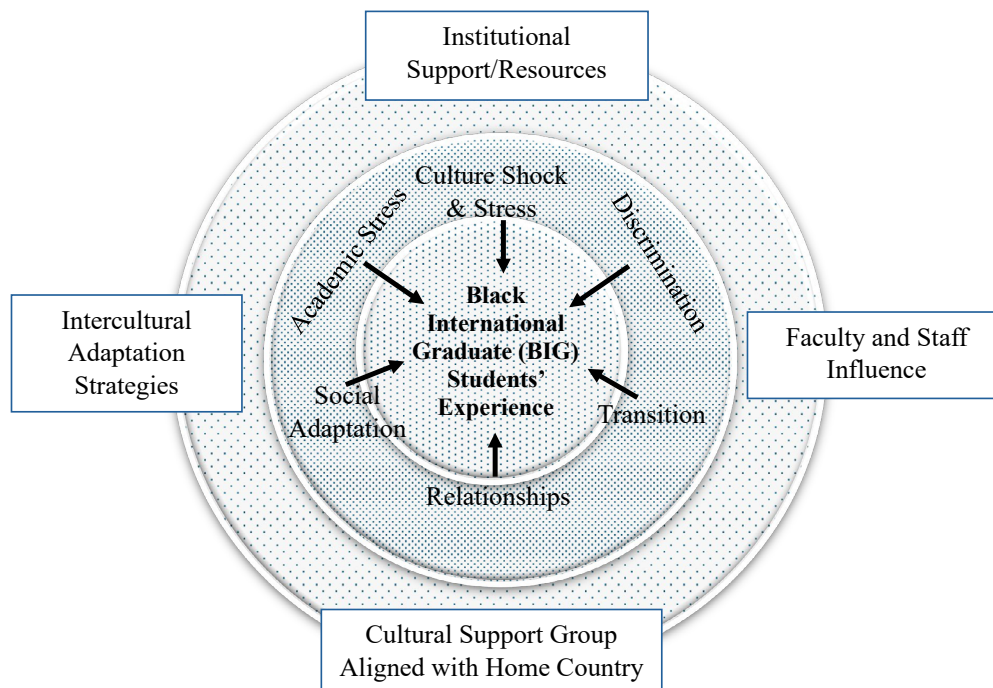 Institutional
Support/Resources
Culture Shock
& Stress
Academic Stress
Discrimination
Intercultural
Adaptation
Strategies
Black
International
Graduate (BIG)
Students’
Experience
Faculty and Staff
Influence
Social
Adaptation
Transition
Relationships
Cultural Support Group
Aligned with Home Country